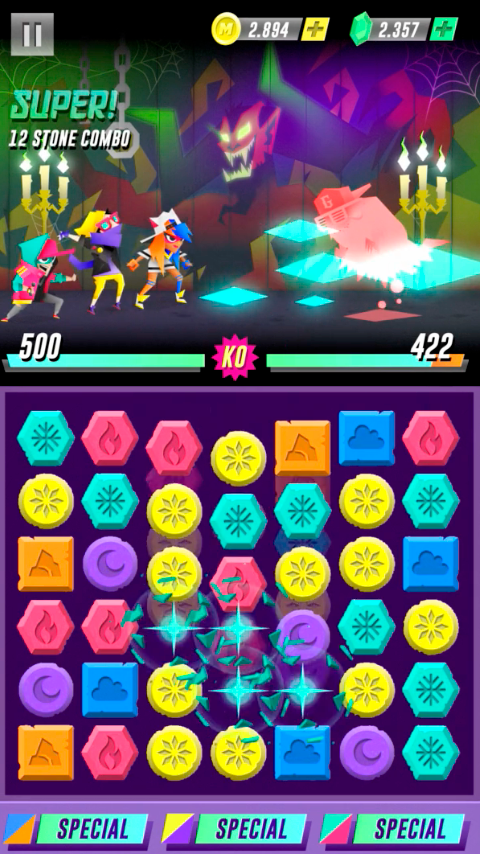 M 2.894 2.357
SUPER!
12 STONE COMBO
G
500 KO 422
SPECIAL SPECIAL SPECIAL